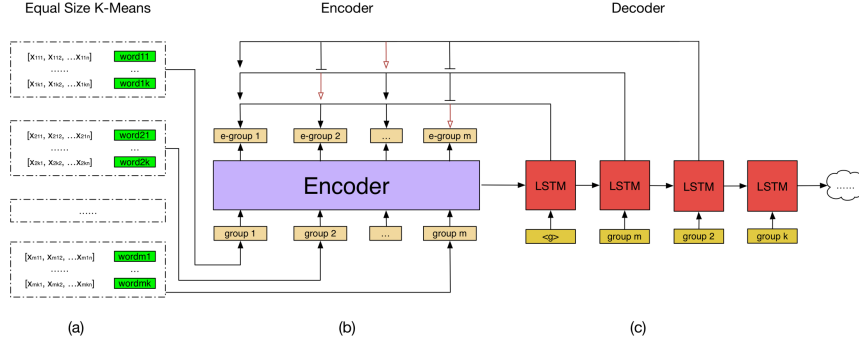 Equal Size K-Means
Encoder
Decoder
[x111, x112, ...x11n] word11
...... ...
[x1k1, x1k2, ...x1kn] word1k
[x211, x212, ...x21n] word21
...... ...
[x2k1, x2k2, ...x2kn] word2k
......
[xm11, xm12, ...xm1n] wordm1
...... ...
[xmk1, xmk2, ...xmkn] wordmk
e-group 1 e-group 2 ... e-group m
Encoder
group 1 group 2 ... group m
LSTM LSTM LSTM LSTM ......
<g> group m group 2 group k
(a) (b) (c)